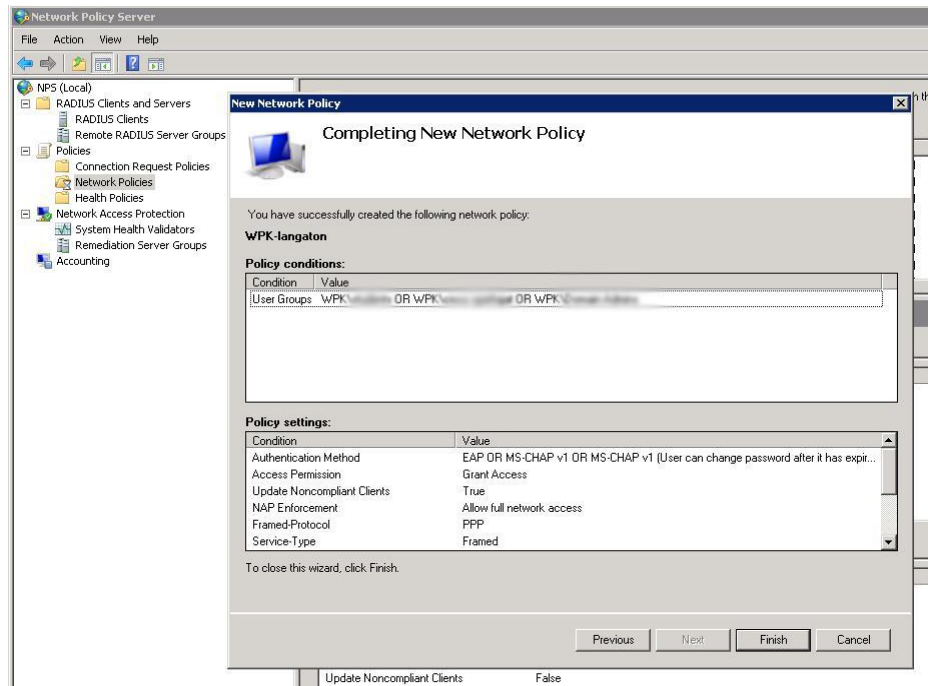 Network Policy Server
File Action View Help
NPS (Local)
RADIUS Clients and Servers
RADIUS Clients
Remote RADIUS Server Groups
Policies
Connection Request Policies
Network Policies
Health Policies
Network Access Protection
System Health Validators
Remediation Server Groups
Accounting
New Network Policy
Completing New Network Policy
You have successfully created the following network policy:
WPK-langaton
Policy conditions:
Condition Value
User Groups WPK\ OR WPK\ OR WPK\
Policy settings:
Condition Value
Authentication Method EAP OR MS-CHAP v1 OR MS-CHAP v1 (User can change password after it has expir...
Access Permission Grant Access
Update Noncompliant Clients True
NAP Enforcement Allow full network access
Framed-Protocol PPP
Service-Type Framed
To close this wizard, click Finish.
Previous Next Finish Cancel
Update Noncompliant Clients False